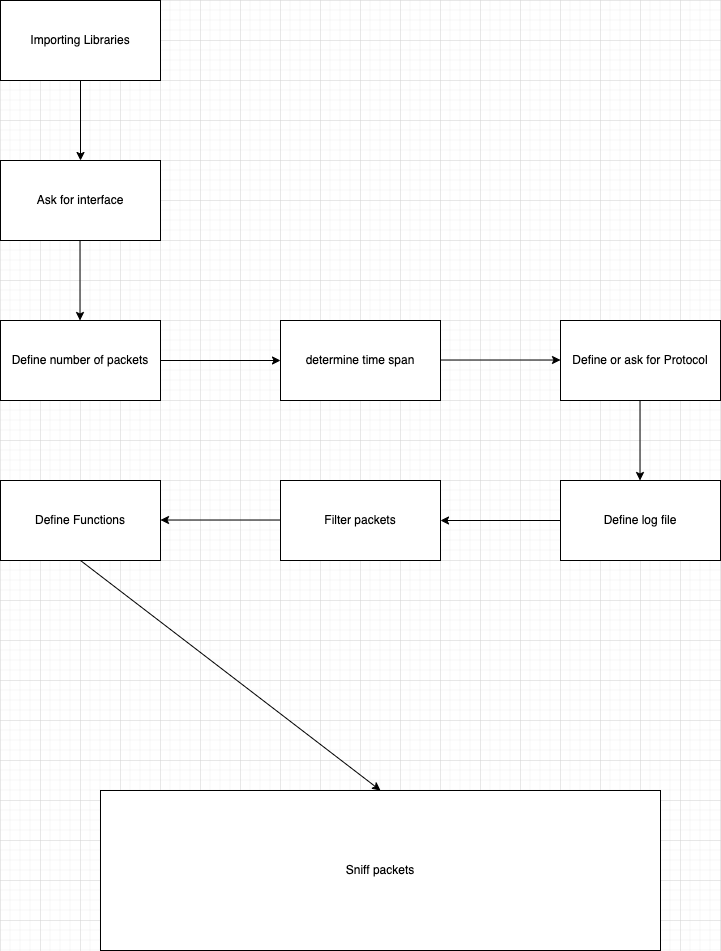 Importing Libraries
Ask for interface
Define number of packets
determine time span
Define or ask for Protocol
Define Functions
Filter packets
Define log file
Sniff packets